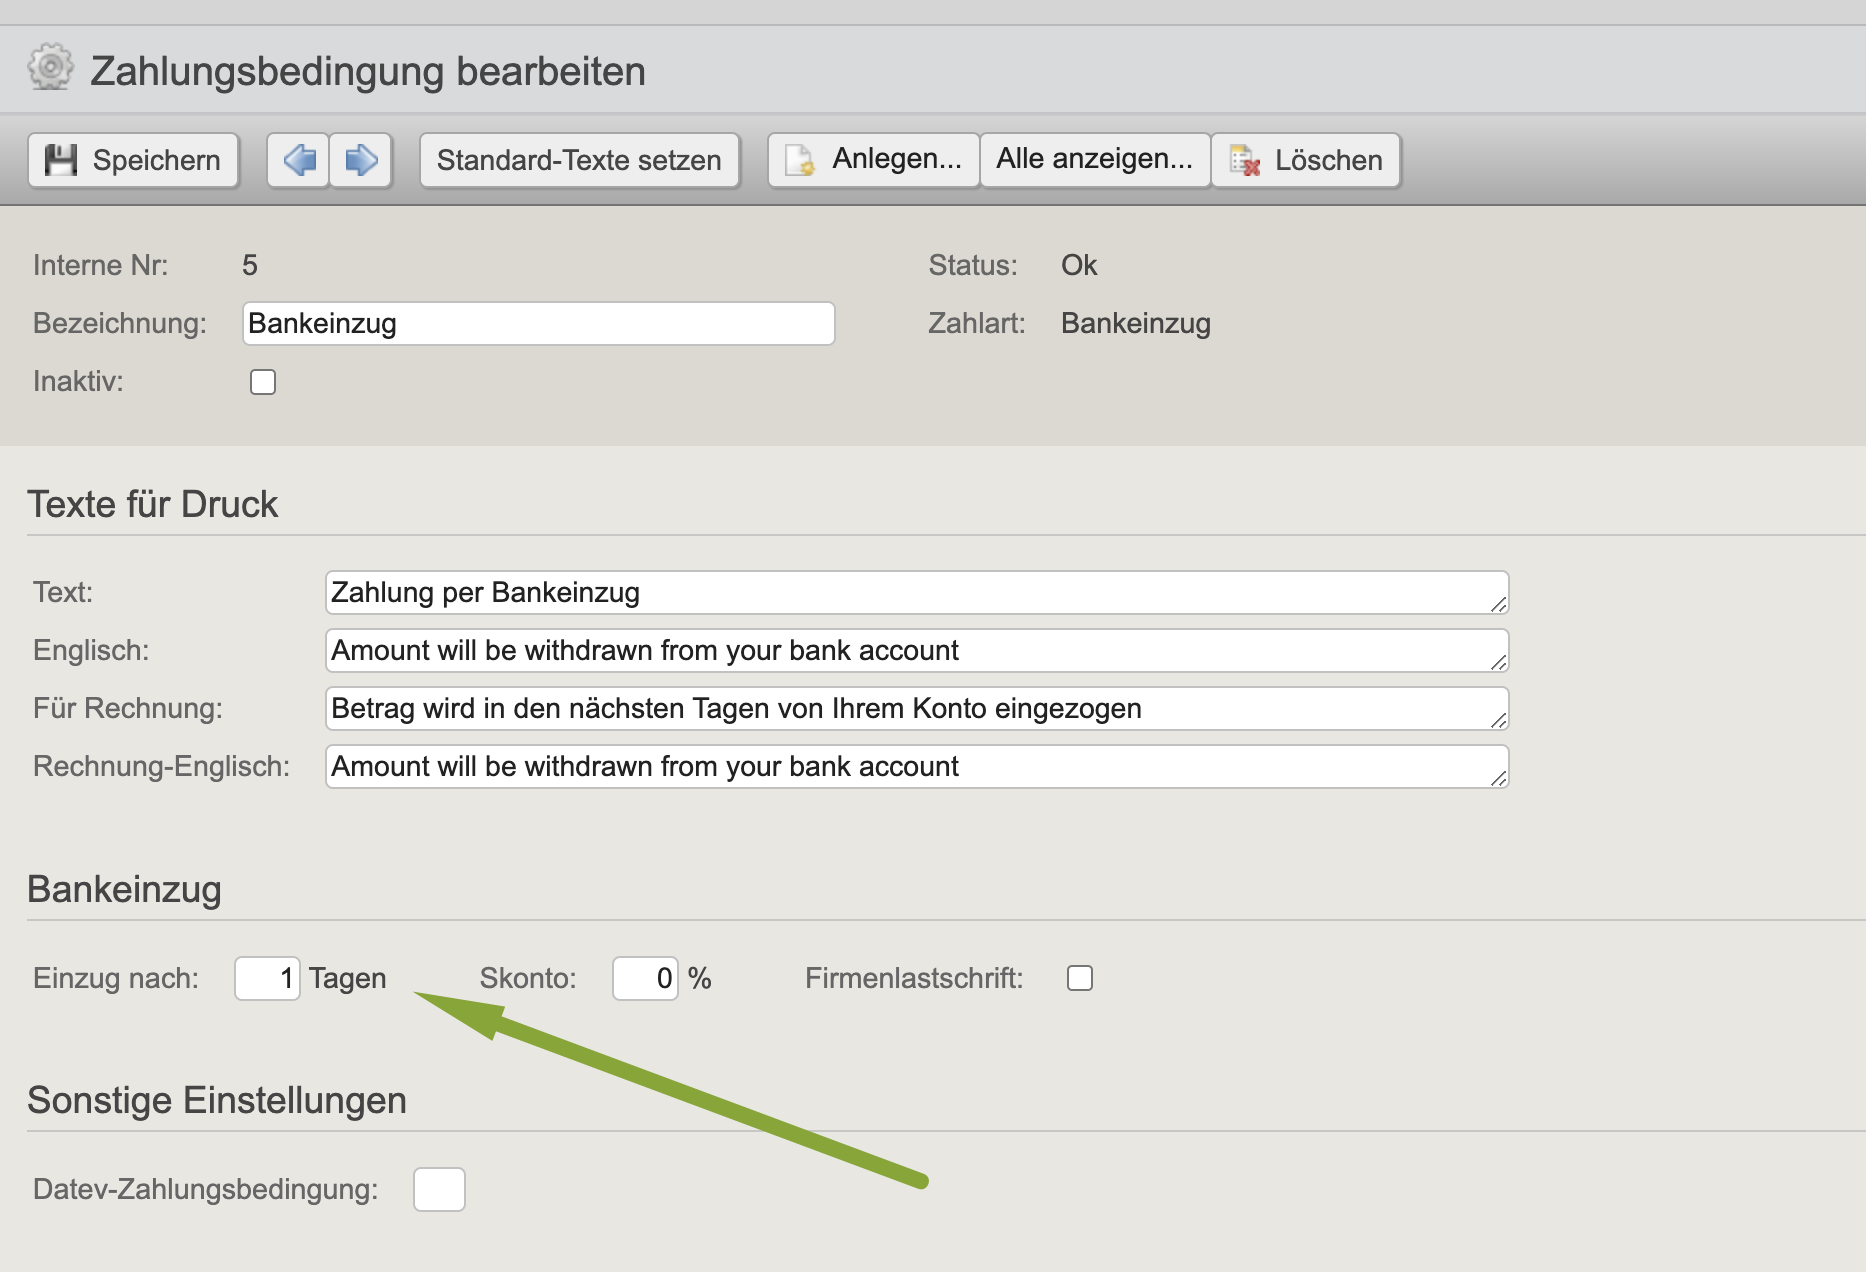 Zahlungsbedingung bearbeiten
Speichern Standard-Texte setzen Anlegen... Alle anzeigen... Löschen
Interne Nr: 5 Status: Ok
Bezeichnung: Bankeinzug Zahlart: Bankeinzug
Inaktiv:
Texte für Druck
Text: Zahlung per Bankeinzug
Englisch: Amount will be withdrawn from your bank account
Für Rechnung: Betrag wird in den nächsten Tagen von Ihrem Konto eingezogen
Rechnung-Englisch: Amount will be withdrawn from your bank account
Bankeinzug
Einzug nach: 1 Tagen Skonto: 0 % Firmenlastschrift:
Sonstige Einstellungen
Datev-Zahlungsbedingung: